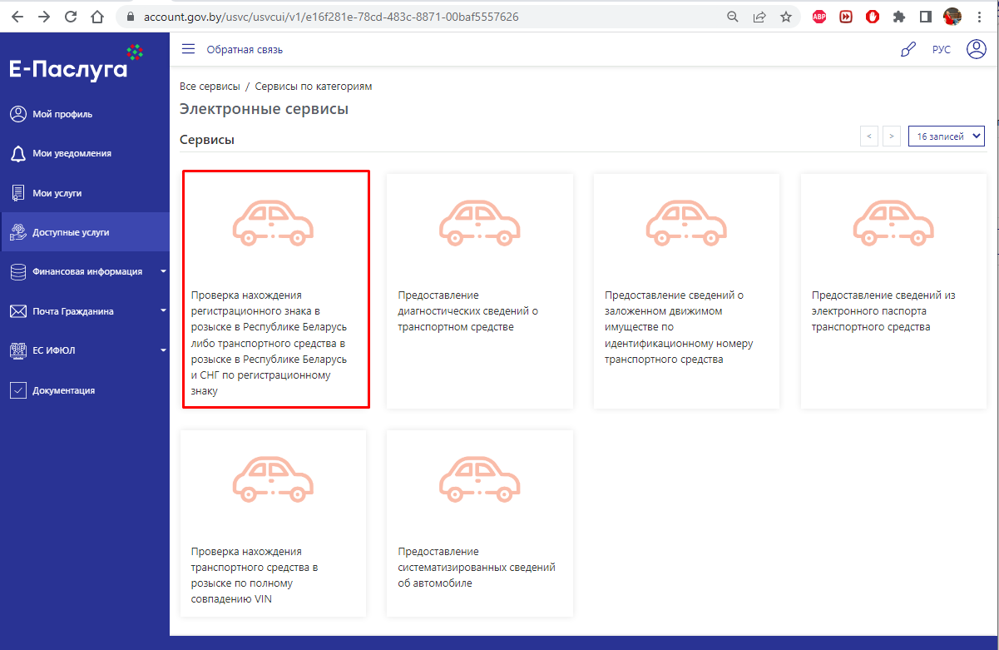 account.gov.by/usvc/usvcui/v1/e16f281e-78cd-483c-8871-00baf5557626
ABP
Е-Паслуга
Обратная связь
РУС
Мой профиль
Мои уведомления
Мои услуги
Доступные услуги
Финансовая информация
Почта Гражданина
ЕС ИФЮЛ
Документация
Все сервисы / Сервисы по категориям
Электронные сервисы
Сервисы
< > 16 записей
Проверка нахождения
регистрационного знака в
розыске в Республике Беларусь
либо транспортного средства в
розыске в Республике Беларусь
и СНГ по регистрационному
знаку
Предоставление
диагностических сведений о
транспортном средстве
Предоставление сведений о
заложенном движимом
имуществе по
идентификационному номеру
транспортного средства
Предоставление сведений из
электронного паспорта
транспортного средства
Проверка нахождения
транспортного средства в
розыске по полному
совпадению VIN
Предоставление
систематизированных сведений
об автомобиле